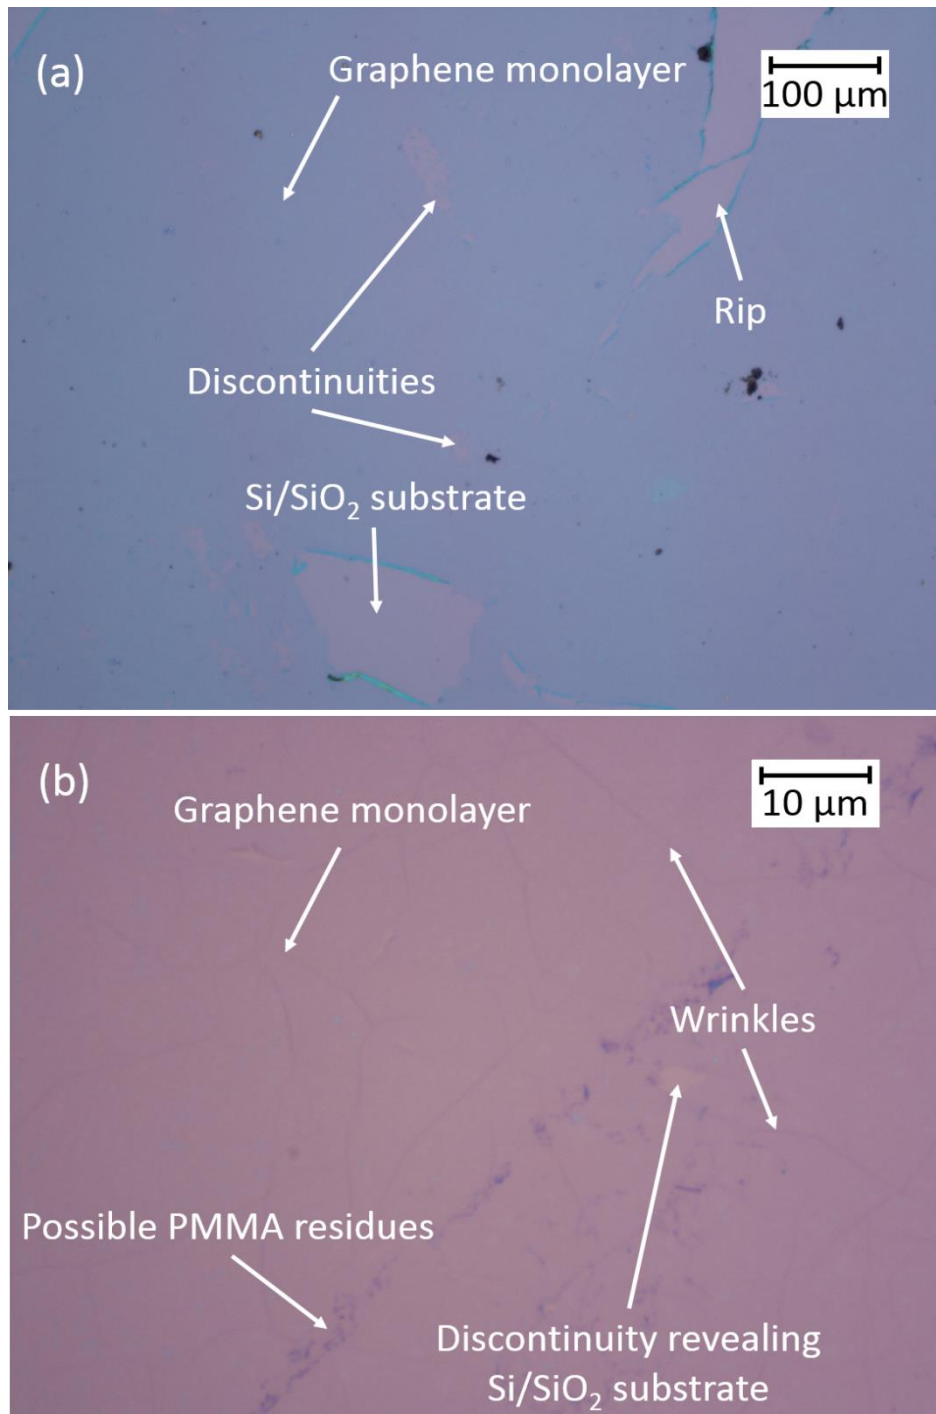 (a)
Graphene monolayer
100 µm
Rip
Discontinuities
Si/SiO₂ substrate
(b)
Graphene monolayer
10 µm
Wrinkles
Possible PMMA residues
Discontinuity revealing
Si/SiO₂ substrate